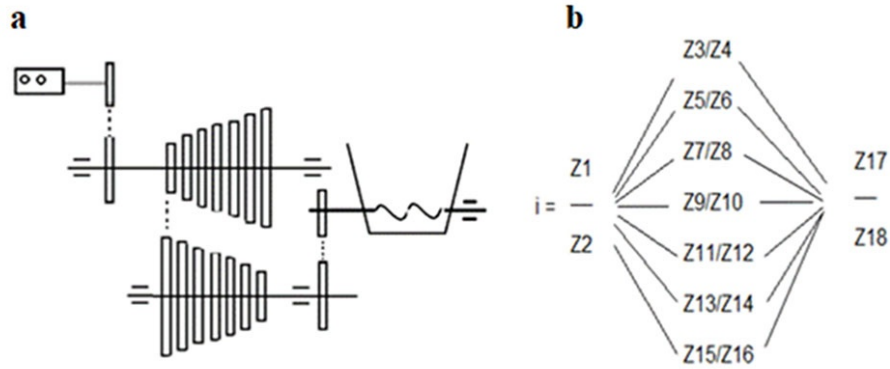 a
b
Z3/Z4
Z5/Z6
Z7/Z8
Z9/Z10
Z11/Z12
Z13/Z14
Z15/Z16
i =
Z1
Z2
Z17
Z18